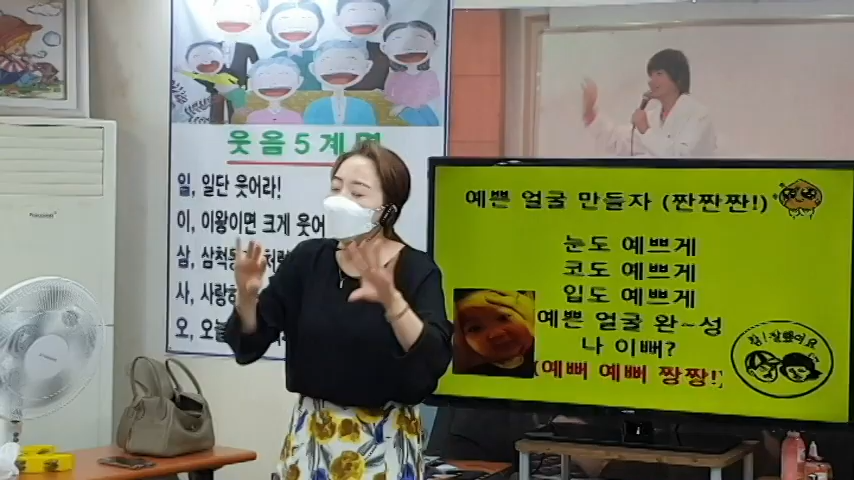 웃음5계명
일, 일단 웃어라!
이, 이왕이면 크게 웃어
삼, 삼척동
사, 사랑
오, 오늘
예쁜 얼굴 만들자 (짠짠짠!)
눈도 예쁘게
코도 예쁘게
입도 예쁘게
예쁜 얼굴 완~성
나 이뻐?
(예뻐 예뻐 짱짱!)
참! 잘했어요